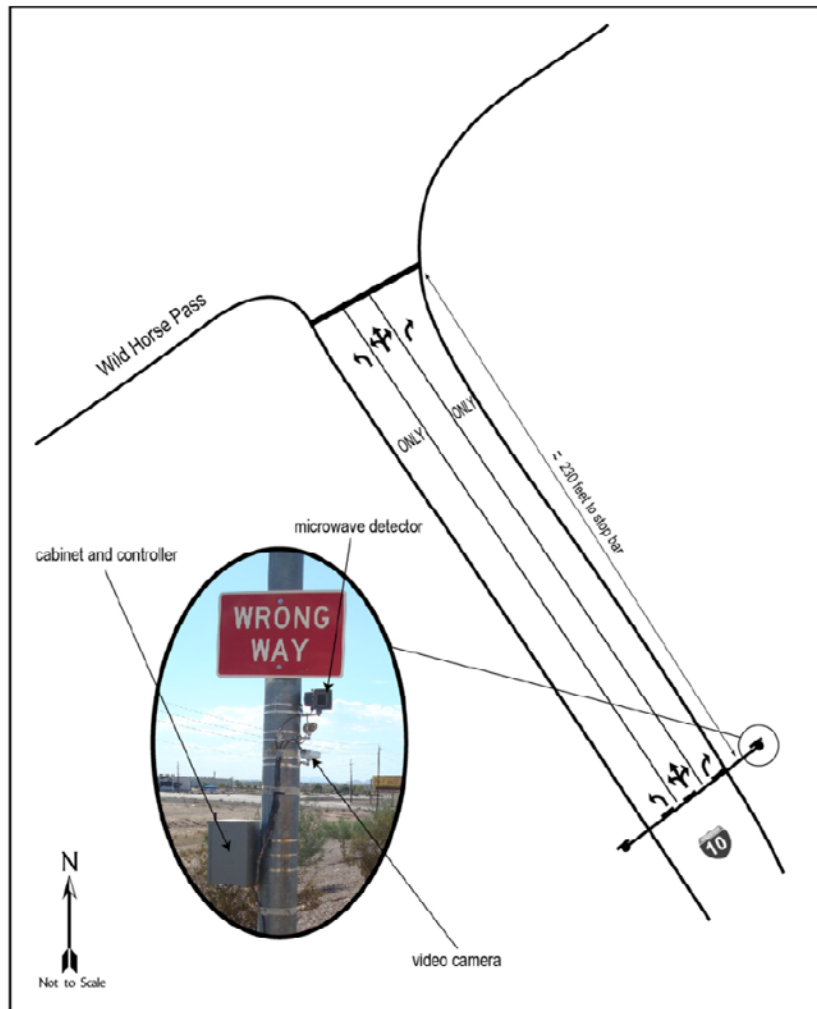 Wild Horse Pass
ONLY
ONLY
≈ 230 feet to stop bar
microwave detector
cabinet and controller
WRONG
WAY
10
N
video camera
Not to Scale